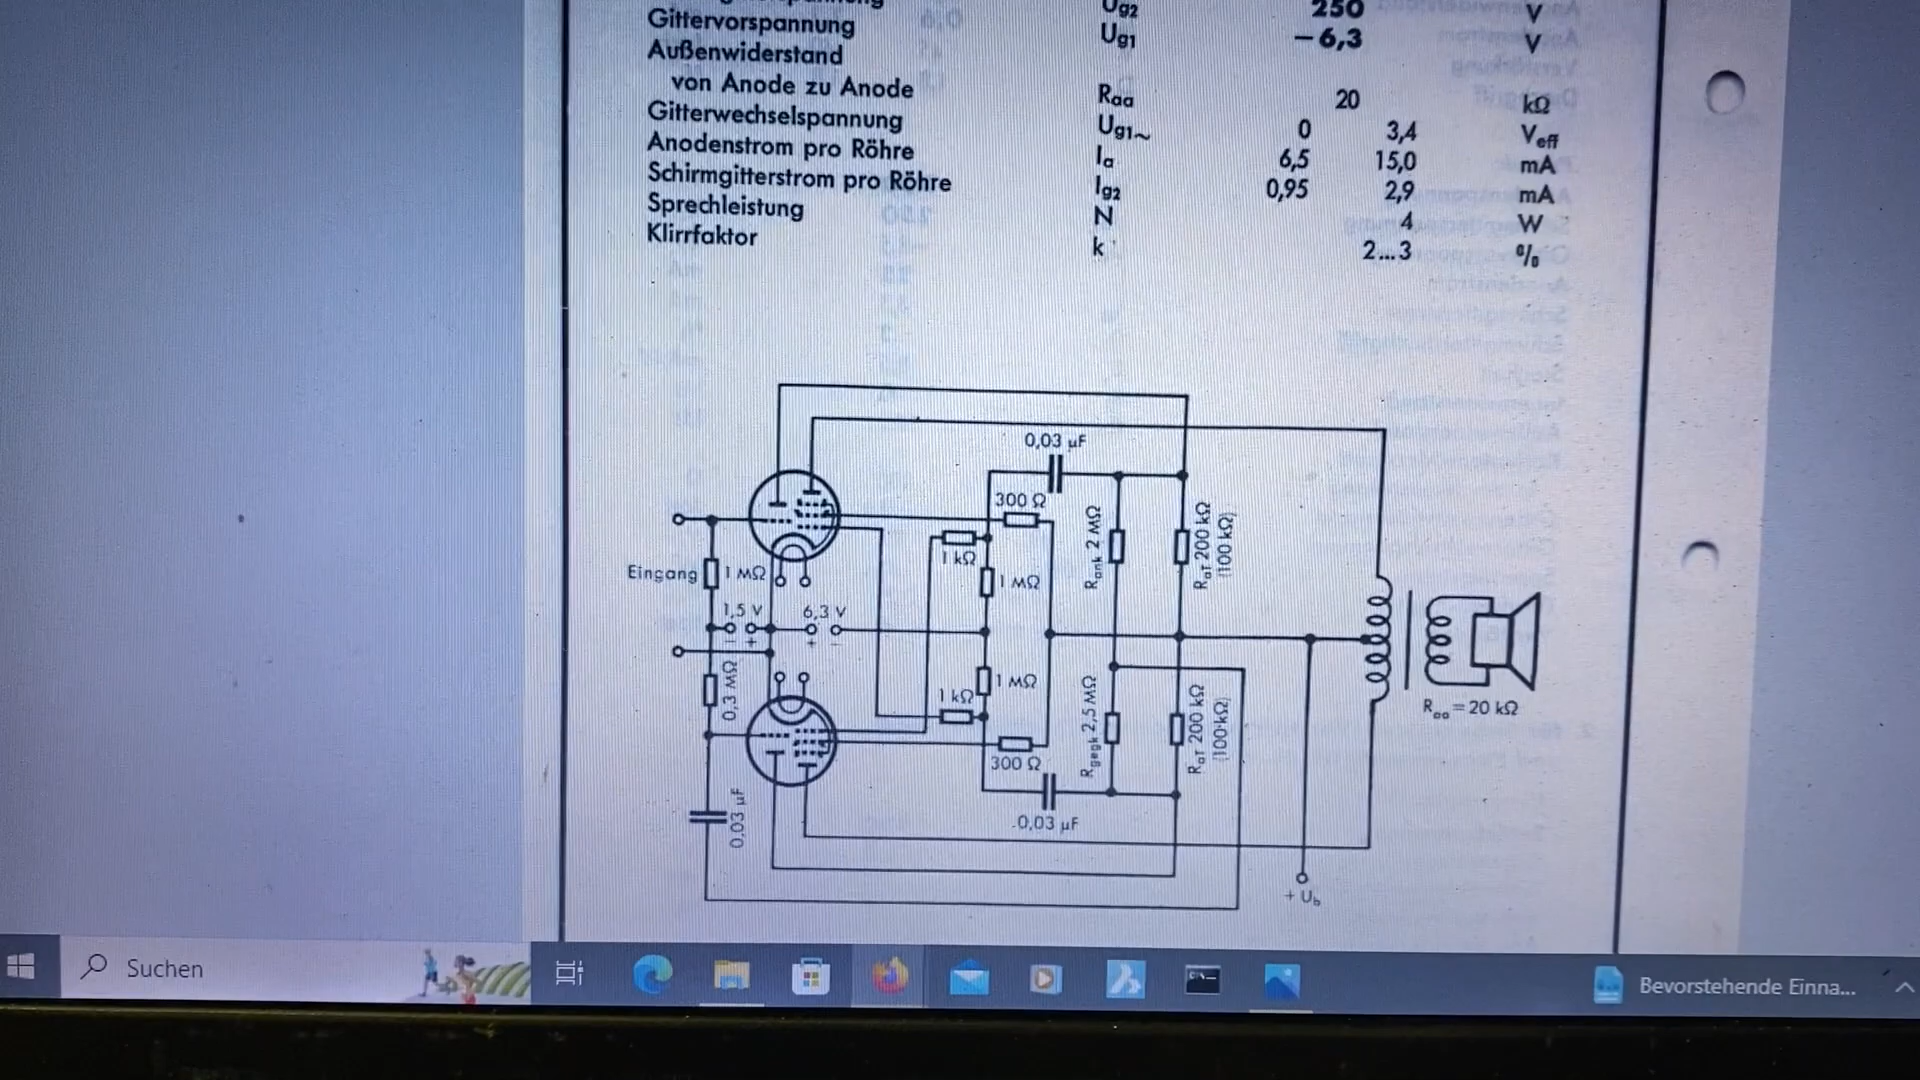 Ug2 250 V
Gittervorspannung Ug1 −6,3 V
Außenwiderstand
von Anode zu Anode Raa 20 kΩ
Gitterwechselspannung Ug1~ 0 3,4 Veff
Anodenstrom pro Röhre Ia 6,5 15,0 mA
Schirmgitterstrom pro Röhre Ig2 0,95 2,9 mA
Sprechleistung N 4 W
Klirrfaktor k 2...3 %
0,03 µF
300 Ω
Rank 2 MΩ
RaT 200 kΩ
(100 kΩ)
1 kΩ
Eingang
1 MΩ
1 MΩ
1,5 V
6,3 V
− +
+ −
0,3 MΩ
1 kΩ
1 MΩ
Rgegk 2,5 MΩ
RaT 200 kΩ
(100 kΩ)
Raa = 20 kΩ
300 Ω
0,03 µF
0,03 µF
+ Ub
Suchen
Bevorstehende Einna...